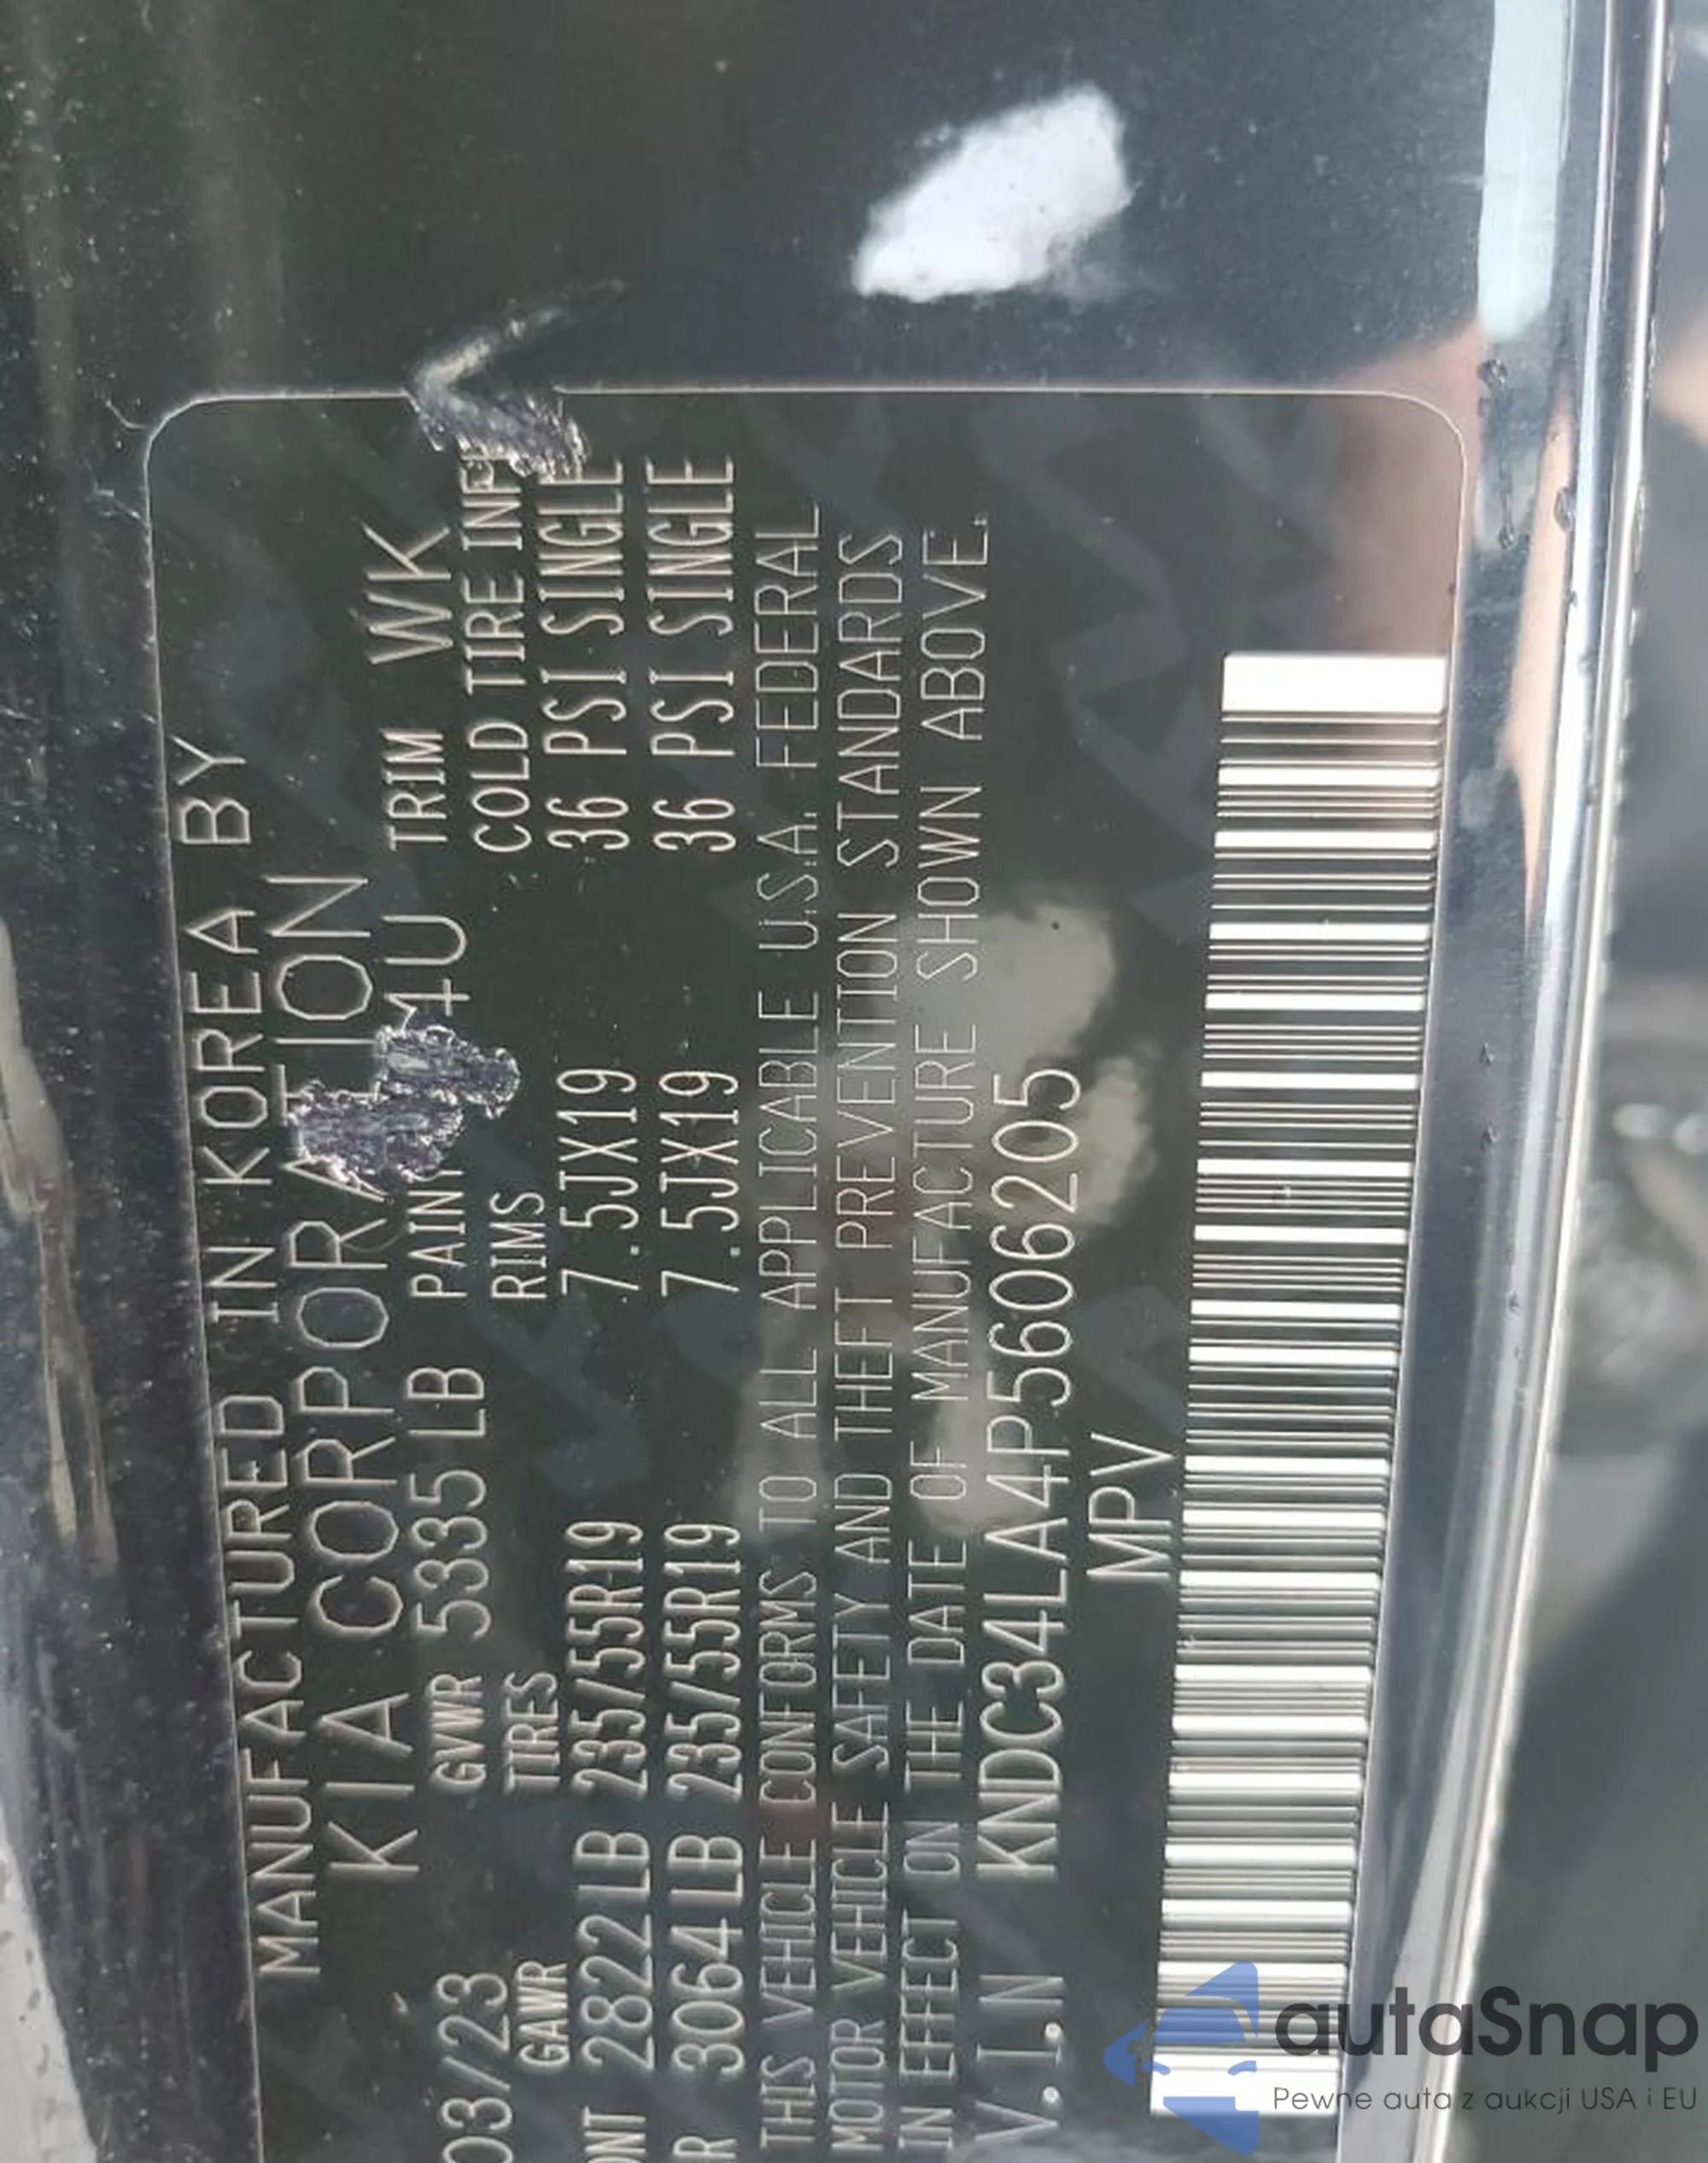 MANUFACTURED IN KOREA BY
KIA CORPORATION
03/23 GVWR 5335 LB PAINT 4U TRIM WK
GAWR TIRES RIMS COLD TIRE INF
ONT 2822 LB 235/55R19 7.5JX19 36 PSI SINGLE
R 3064 LB 235/55R19 7.5JX19 36 PSI SINGLE
THIS VEHICLE CONFORMS TO ALL APPLICABLE U.S.A. FEDERAL
MOTOR VEHICLE SAFETY AND THEFT PREVENTION STANDARDS
IN EFFECT ON THE DATE OF MANUFACTURE SHOWN ABOVE.
V.I.N KNDC34LA4P5606205
MPV
autaSnap
Pewne auta z aukcji USA i EU